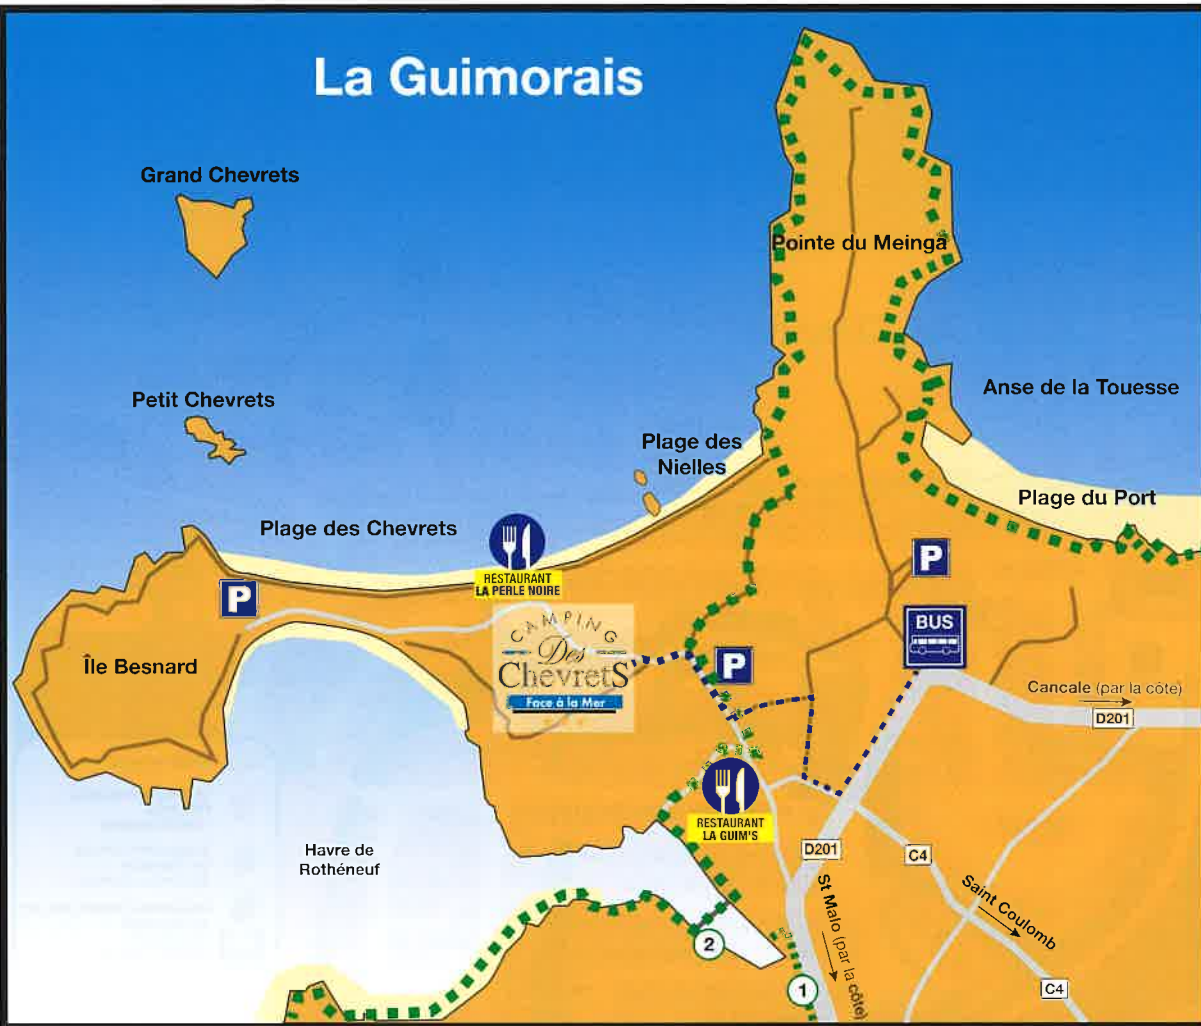 La Guimorais
Grand Chevrets
Pointe du Meinga
Petit Chevrets
Anse de la Touesse
Plage des
Nielles
Plage du Port
Plage des Chevrets
RESTAURANT
LA PERLE NOIRE
P
P
BUS
CAMPING
Des
ChevretS
Face à la Mer
P
Île Besnard
Cancale (par la côte)
D201
RESTAURANT
LA GUIM'S
Havre de
Rothéneuf
D201
C4
St Malo (par la côte)
Saint Coulomb
2
1
C4